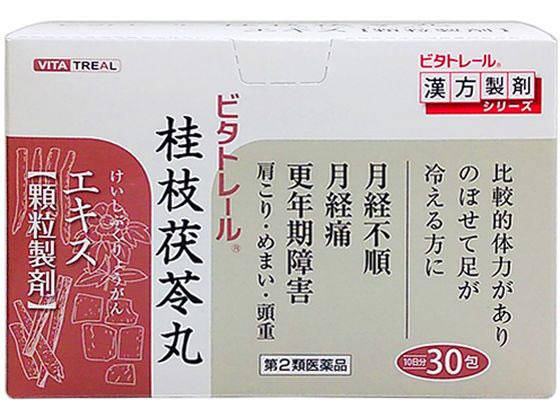 VITA TREAL
ビタトレール®
漢方製剤
シリーズ
比較的体力があり
のぼせて足が
冷える方に
月経不順
月経痛
更年期障害
肩こり・めまい・頭重
ビタトレール®
桂枝茯苓丸
けいしぶくりょうがん
エキス
【顆粒製剤】
第2類医薬品
10日分 30包